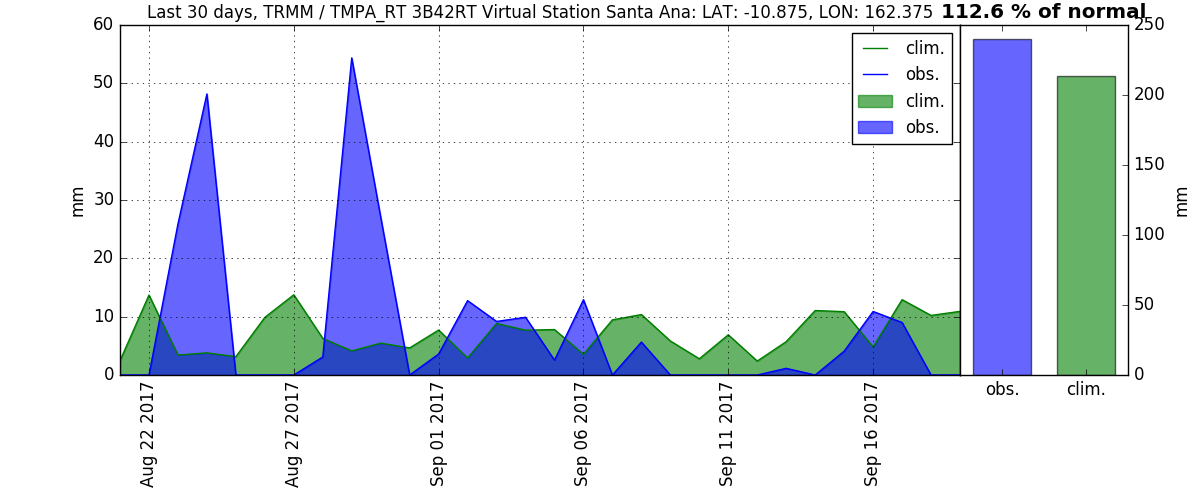 Last 30 days, TRMM / TMPA_RT 3B42RT Virtual Station Santa Ana: LAT: -10.875, LON: 162.375 112.6 % of normal
60
50
40
30
20
10
0
mm
clim.
obs.
clim.
obs.
250
200
150
100
50
0
mm
obs.
clim.
Aug 22 2017
Aug 27 2017
Sep 01 2017
Sep 06 2017
Sep 11 2017
Sep 16 2017